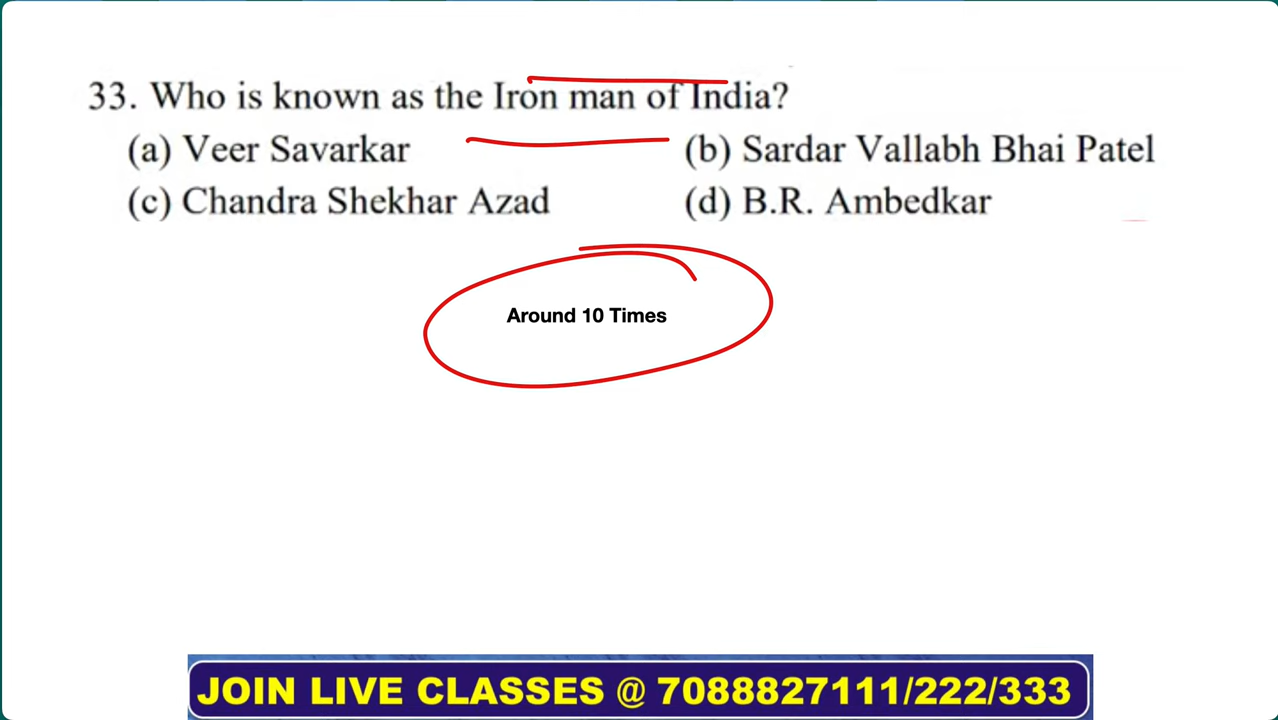 33. Who is known as the Iron man of India?
(a) Veer Savarkar (b) Sardar Vallabh Bhai Patel
(c) Chandra Shekhar Azad (d) B.R. Ambedkar
Around 10 Times
JOIN LIVE CLASSES @ 7088827111/222/333